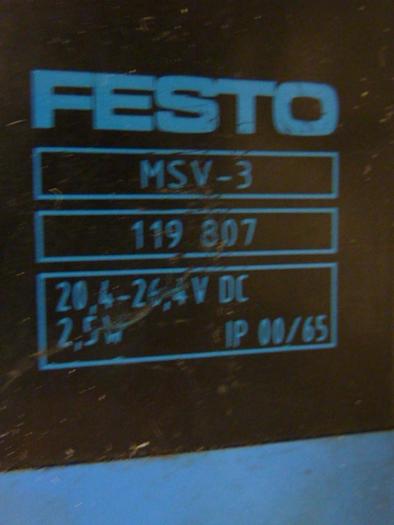 FESTO
MSV-3
119 807
20,4-26,4V DC
2,5W IP 00/65